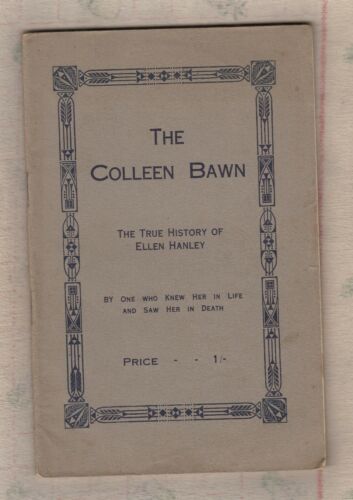 THE
COLLEEN BAWN
THE TRUE HISTORY OF
ELLEN HANLEY
BY ONE WHO KNEW HER IN LIFE
AND SAW HER IN DEATH
PRICE - - 1/-